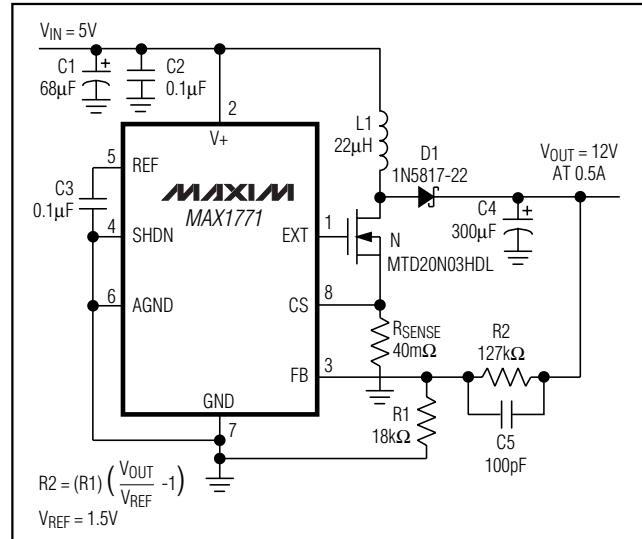 V_IN = 5V
C1
68µF
C2
0.1µF
2
V+
L1
22µH
D1
1N5817-22
V_OUT = 12V
AT 0.5A
5
REF
C3
0.1µF
MAXIM
MAX1771
C4
300µF
4
SHDN
EXT
1
N
MTD20N03HDL
6
AGND
CS
8
R_SENSE
40mΩ
R2
127kΩ
FB
3
GND
7
R1
18kΩ
C5
100pF
R2 = (R1) (V_OUT/V_REF -1)
V_REF = 1.5V